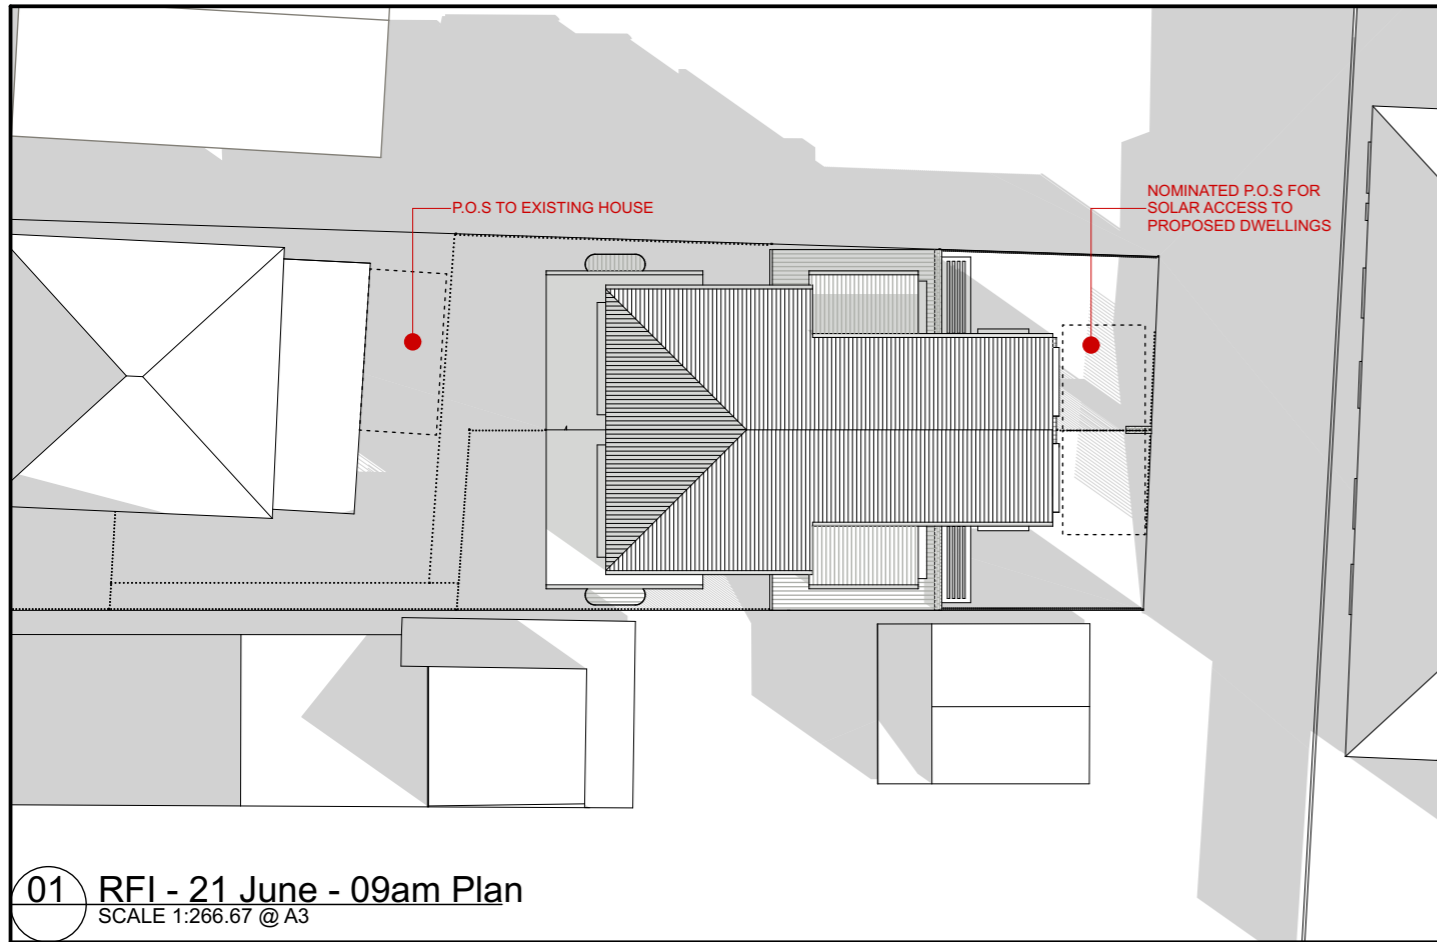 P.O.S TO EXISTING HOUSE
NOMINATED P.O.S FOR
SOLAR ACCESS TO
PROPOSED DWELLINGS
01
RFI - 21 June - 09am Plan
SCALE 1:266.67 @ A3